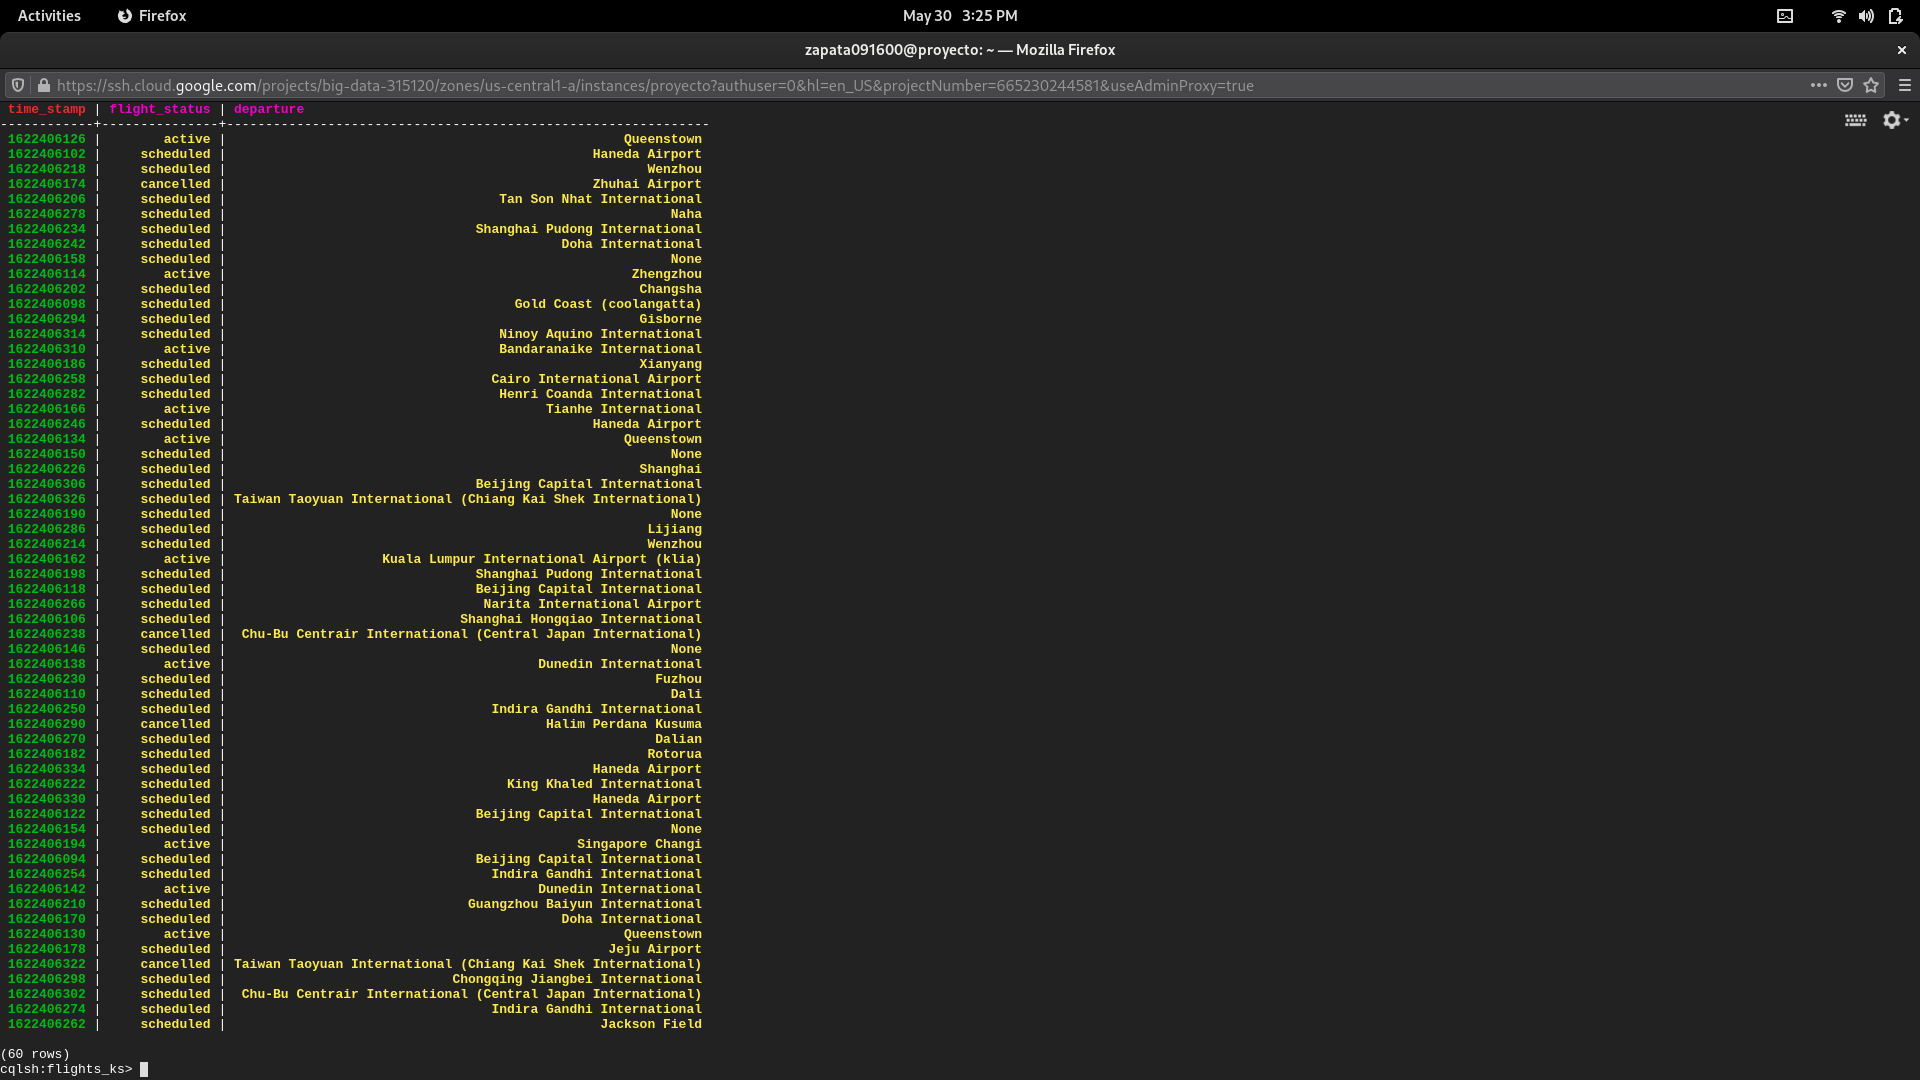 Activities Firefox May 30 3:25 PM
zapata091600@proyecto: ~ — Mozilla Firefox
https://ssh.cloud.google.com/projects/big-data-315120/zones/us-central1-a/instances/proyecto?authuser=0&hl=en_US&projectNumber=665230244581&useAdminProxy=true
time_stamp | flight_status | departure
-----------+---------------+--------------------------------------------------------------
1622406126 | active | Queenstown
1622406102 | scheduled | Haneda Airport
1622406218 | scheduled | Wenzhou
1622406174 | cancelled | Zhuhai Airport
1622406206 | scheduled | Tan Son Nhat International
1622406278 | scheduled | Naha
1622406234 | scheduled | Shanghai Pudong International
1622406242 | scheduled | Doha International
1622406158 | scheduled | None
1622406114 | active | Zhengzhou
1622406202 | scheduled | Changsha
1622406098 | scheduled | Gold Coast (coolangatta)
1622406294 | scheduled | Gisborne
1622406314 | scheduled | Ninoy Aquino International
1622406310 | active | Bandaranaike International
1622406186 | scheduled | Xianyang
1622406258 | scheduled | Cairo International Airport
1622406282 | scheduled | Henri Coanda International
1622406166 | active | Tianhe International
1622406246 | scheduled | Haneda Airport
1622406134 | active | Queenstown
1622406150 | scheduled | None
1622406226 | scheduled | Shanghai
1622406306 | scheduled | Beijing Capital International
1622406326 | scheduled | Taiwan Taoyuan International (Chiang Kai Shek International)
1622406190 | scheduled | None
1622406286 | scheduled | Lijiang
1622406214 | scheduled | Wenzhou
1622406162 | active | Kuala Lumpur International Airport (klia)
1622406198 | scheduled | Shanghai Pudong International
1622406118 | scheduled | Beijing Capital International
1622406266 | scheduled | Narita International Airport
1622406106 | scheduled | Shanghai Hongqiao International
1622406238 | cancelled | Chu-Bu Centrair International (Central Japan International)
1622406146 | scheduled | None
1622406138 | active | Dunedin International
1622406230 | scheduled | Fuzhou
1622406110 | scheduled | Dali
1622406250 | scheduled | Indira Gandhi International
1622406290 | cancelled | Halim Perdana Kusuma
1622406270 | scheduled | Dalian
1622406182 | scheduled | Rotorua
1622406334 | scheduled | Haneda Airport
1622406222 | scheduled | King Khaled International
1622406330 | scheduled | Haneda Airport
1622406122 | scheduled | Beijing Capital International
1622406154 | scheduled | None
1622406194 | active | Singapore Changi
1622406094 | scheduled | Beijing Capital International
1622406254 | scheduled | Indira Gandhi International
1622406142 | active | Dunedin International
1622406210 | scheduled | Guangzhou Baiyun International
1622406170 | scheduled | Doha International
1622406130 | active | Queenstown
1622406178 | scheduled | Jeju Airport
1622406322 | cancelled | Taiwan Taoyuan International (Chiang Kai Shek International)
1622406298 | scheduled | Chongqing Jiangbei International
1622406302 | scheduled | Chu-Bu Centrair International (Central Japan International)
1622406274 | scheduled | Indira Gandhi International
1622406262 | scheduled | Jackson Field
(60 rows)
cqlsh:flights_ks>